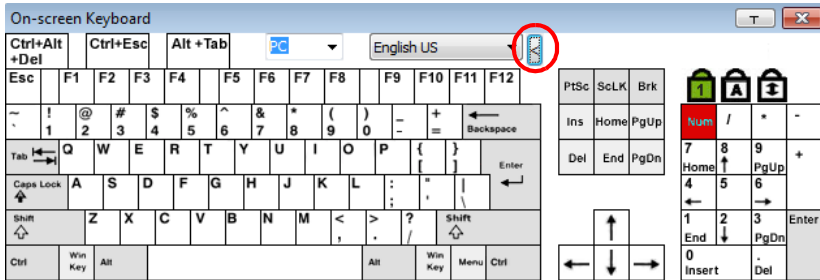 On-screen Keyboard T X
Ctrl+Alt +Del Ctrl+Esc Alt +Tab PC English US <
Esc F1 F2 F3 F4 F5 F6 F7 F8 F9 F10 F11 F12 PtSc ScLK Brk 1 A
~ ` ! 1 @ 2 # 3 $ 4 % 5 ^ 6 & 7 * 8 ( 9 ) 0 _ - + = Backspace Ins Home PgUp Num / * -
Tab Q W E R T Y U I O P { [ } ] Enter Del End PgDn 7 Home 8 9 PgUp +
Caps Lock A S D F G H J K L : ; " ' | \ 4 5 6
Shift Z X C V B N M < , > . ? / Shift 1 End 2 3 PgDn Enter
Ctrl Win Key Alt Alt Win Key Menu Ctrl 0 Insert . Del